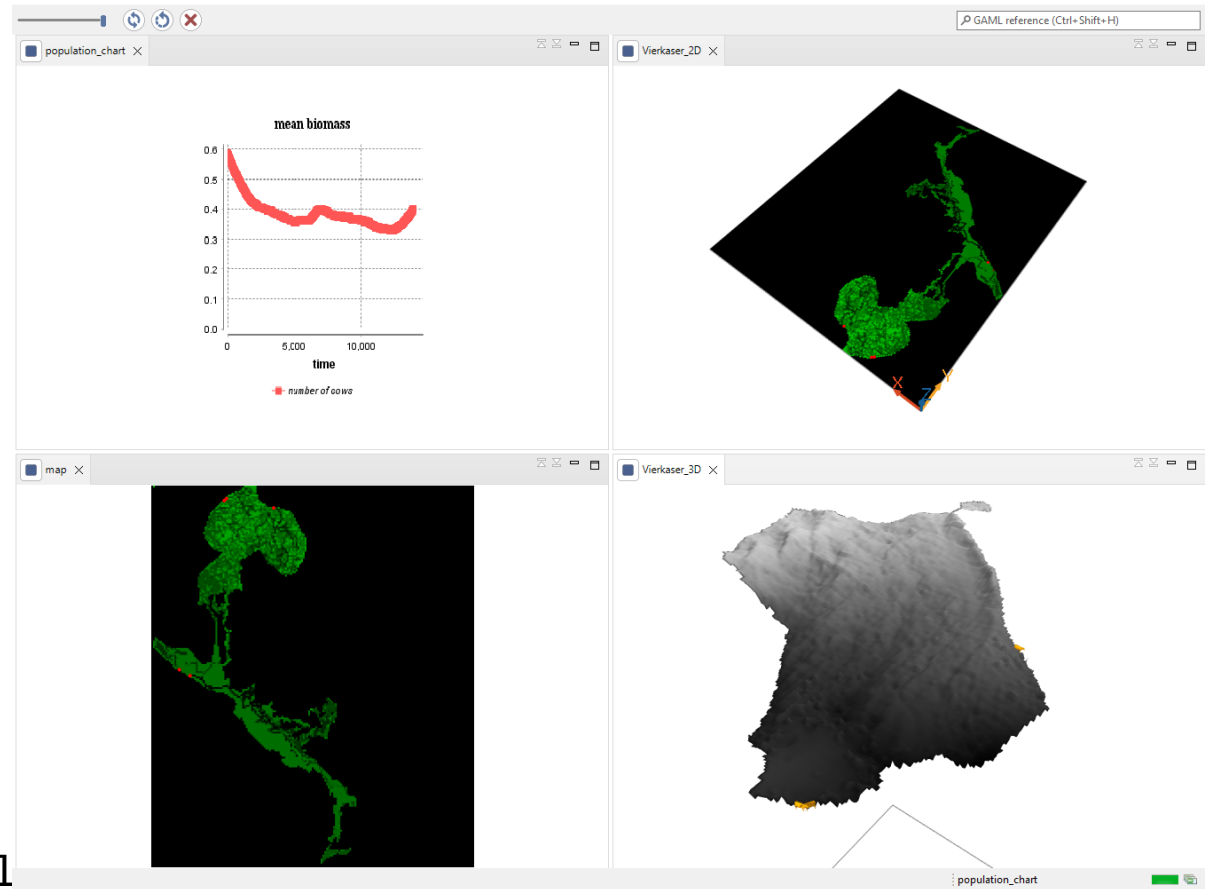 GAML reference (Ctrl+Shift+H)
population_chart
Vierkaser_2D
mean biomass
0.6
0.5
0.4
0.3
0.2
0.1
0.0
0
5,000
10,000
time
number of cows
X
Z
Y
map
Vierkaser_3D
1
population_chart